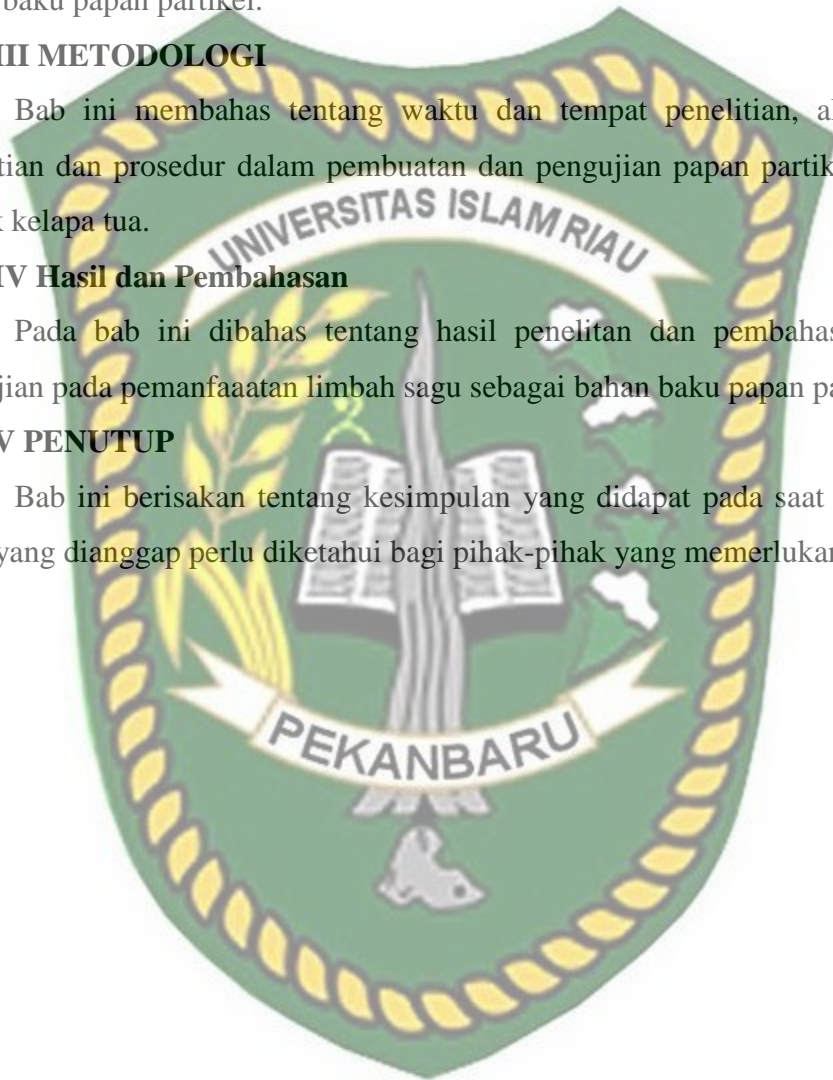 baku papan partikel.
III METODOLOGI
Bab ini membahas tentang waktu dan tempat penelitian, al
tian dan prosedur dalam pembuatan dan pengujian papan partik
kelapa tua.
UNIVERSITAS ISLAM RIAU
IV Hasil dan Pembahasan
Pada bab ini dibahas tentang hasil penelitan dan pembahas
jian pada pemanfaaatan limbah sagu sebagai bahan baku papan pa
V PENUTUP
Bab ini berisakan tentang kesimpulan yang didapat pada saat
yang dianggap perlu diketahui bagi pihak-pihak yang memerlukan
PEKANBARU